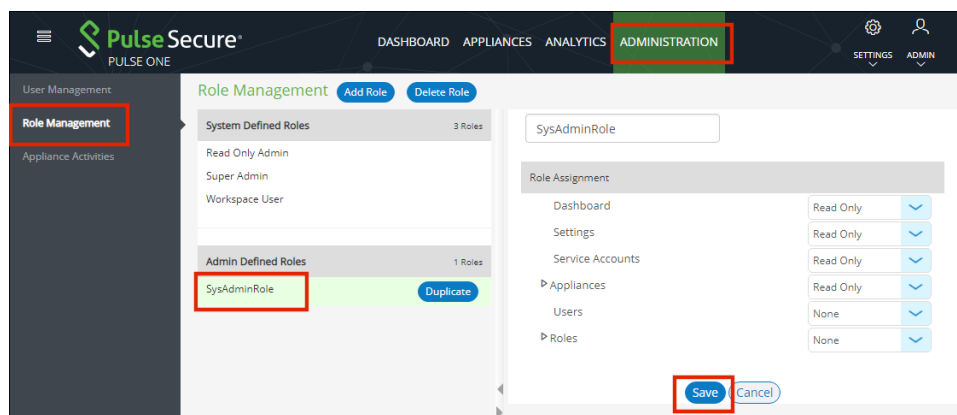 Pulse Secure®
PULSE ONE
DASHBOARD APPLIANCES ANALYTICS ADMINISTRATION
SETTINGS ADMIN
User Management
Role Management
Appliance Activities
Role Management Add Role Delete Role
System Defined Roles 3 Roles
Read Only Admin
Super Admin
Workspace User
Admin Defined Roles 1 Roles
SysAdminRole Duplicate
SysAdminRole
Role Assignment
Dashboard Read Only
Settings Read Only
Service Accounts Read Only
Appliances Read Only
Users None
Roles None
Save Cancel